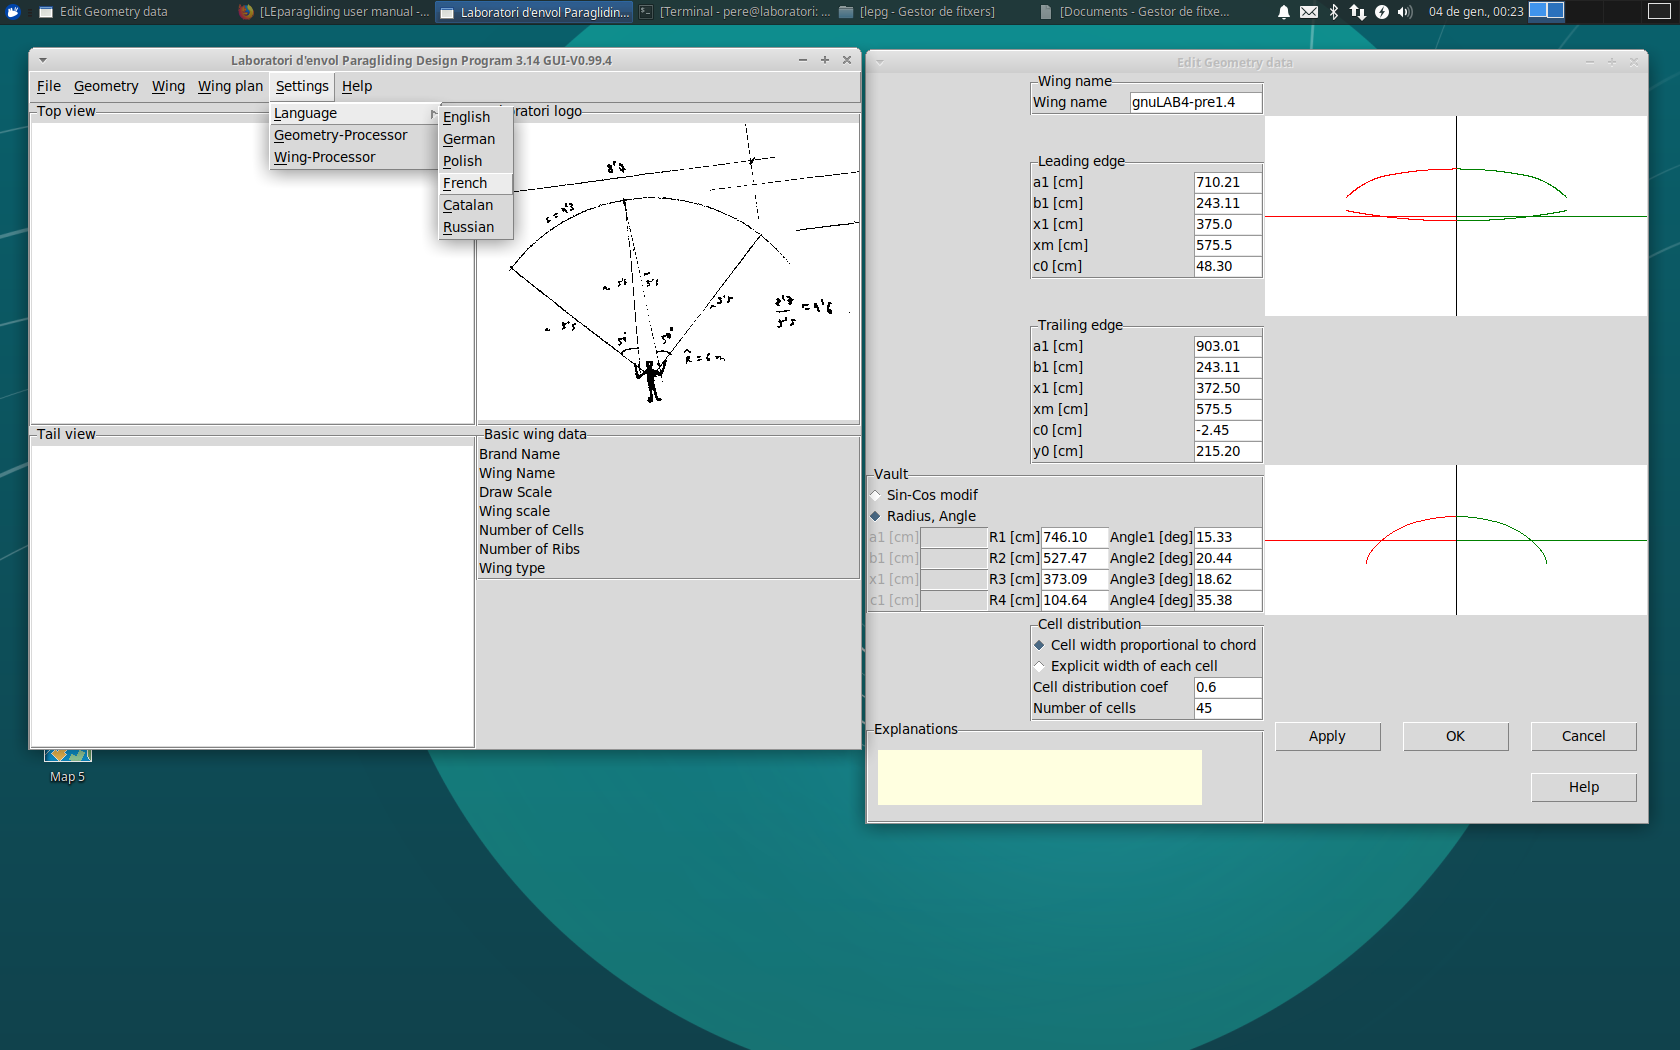 Edit Geometry data
[LEparagliding user manual -...
Laboratori d'envol Paraglidin...
[Terminal - pere@laboratori: ...
[lepg - Gestor de fitxers]
[Documents - Gestor de fitxe...
04 de gen., 00:23
Laboratori d'envol Paragliding Design Program 3.14 GUI-V0.99.4
File Geometry Wing Wing plan Settings Help
Language
Geometry-Processor
Wing-Processor
English
German
Polish
French
Catalan
Russian
Top view
oratori logo
8'7
R=6m
Tail view
Basic wing data
Brand Name
Wing Name
Draw Scale
Wing scale
Number of Cells
Number of Ribs
Wing type
Map 5
Edit Geometry data
Wing name
Wing name gnuLAB4-pre1.4
Leading edge
a1 [cm] 710.21
b1 [cm] 243.11
x1 [cm] 375.0
xm [cm] 575.5
c0 [cm] 48.30
Trailing edge
a1 [cm] 903.01
b1 [cm] 243.11
x1 [cm] 372.50
xm [cm] 575.5
c0 [cm] -2.45
y0 [cm] 215.20
Vault
Sin-Cos modif
Radius, Angle
a1 [cm] R1 [cm] 746.10 Angle1 [deg] 15.33
b1 [cm] R2 [cm] 527.47 Angle2 [deg] 20.44
x1 [cm] R3 [cm] 373.09 Angle3 [deg] 18.62
c1 [cm] R4 [cm] 104.64 Angle4 [deg] 35.38
Cell distribution
Cell width proportional to chord
Explicit width of each cell
Cell distribution coef 0.6
Number of cells 45
Explanations
Apply OK Cancel
Help